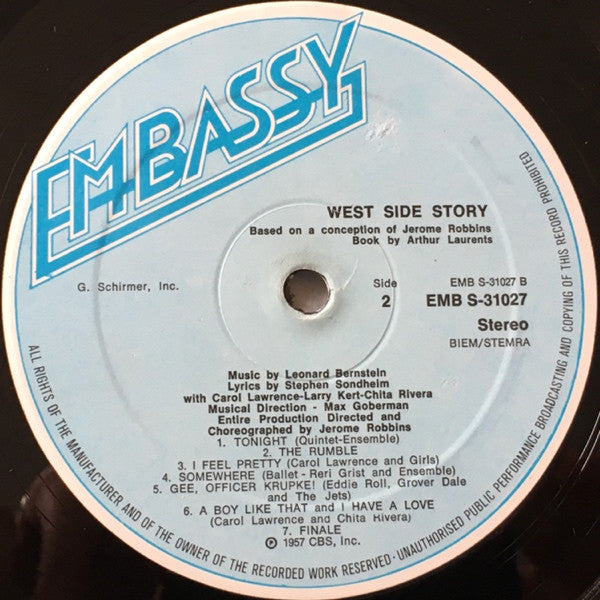 EMBASSY
WEST SIDE STORY
Based on a conception of Jerome Robbins
Book by Arthur Laurents
G. Schirmer, Inc.
Side
2
EMB S-31027 B
EMB S-31027
Stereo
BIEM/STEMRA
Music by Leonard Bernstein
Lyrics by Stephen Sondheim
with Carol Lawrence-Larry Kert-Chita Rivera
Musical Direction - Max Goberman
Entire Production Directed and
Choreographed by Jerome Robbins
1. TONIGHT (Quintet-Ensemble)
2. THE RUMBLE
3. I FEEL PRETTY (Carol Lawrence and Girls)
4. SOMEWHERE (Ballet - Reri Grist and Ensemble)
5. GEE, OFFICER KRUPKE! (Eddie Roll, Grover Dale
and The Jets)
6. A BOY LIKE THAT and I HAVE A LOVE
(Carol Lawrence and Chita Rivera)
7. FINALE
℗ 1957 CBS, Inc.
ALL RIGHTS OF THE MANUFACTURER AND OF THE OWNER OF THE RECORDED WORK RESERVED - UNAUTHORISED PUBLIC PERFORMANCE BROADCASTING AND COPYING OF THIS RECORD PROHIBITED